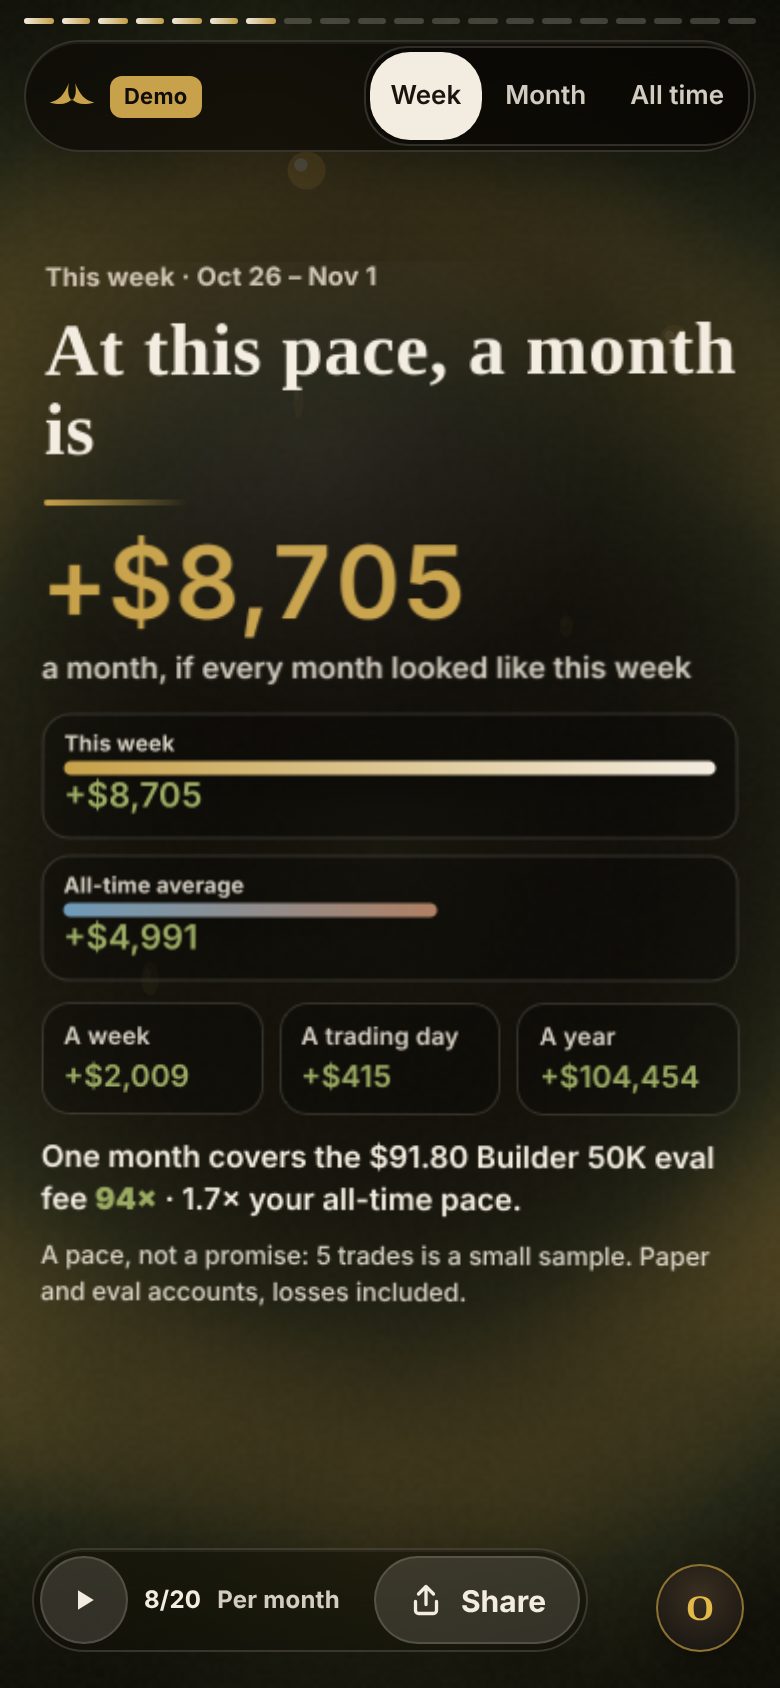 Demo
Week
Month
All time
This week · Oct 26 – Nov 1
At this pace, a month
is
+$8,705
a month, if every month looked like this week
This week
+$8,705
All-time average
+$4,991
A week
+$2,009
A trading day
+$415
A year
+$104,454
One month covers the $91.80 Builder 50K eval
fee 94× · 1.7× your all-time pace.
A pace, not a promise: 5 trades is a small sample. Paper
and eval accounts, losses included.
8/20 Per month
Share
O